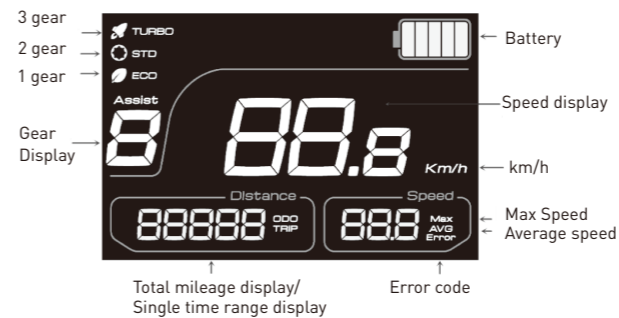 3 gear
TURBO
2 gear
STD
1 gear
ECO
Battery
Assist
8
Gear
Display
88.8
Speed display
Km/h
km/h
Distance
88888
ODO
TRIP
Speed
88.8
Max
AVG
Error
Max Speed
Average speed
Total mileage display/
Single time range display
Error code